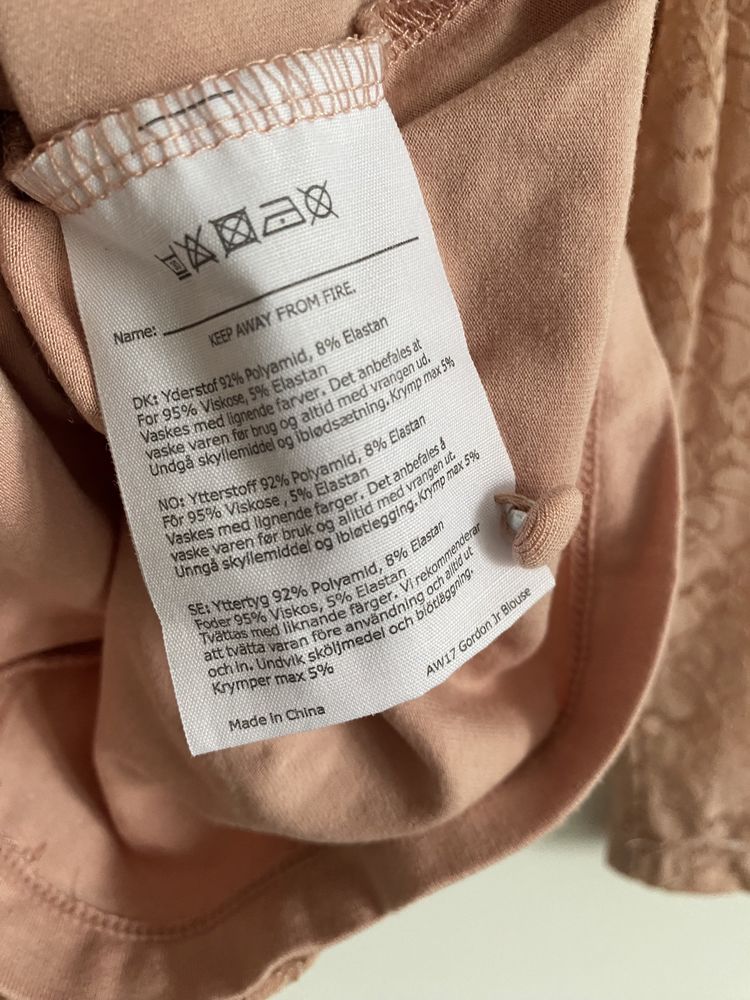 Name:
KEEP AWAY FROM FIRE.
DK: Yderstof 92% Polyamid, 8% Elastan
For 95% Viskose, 5% Elastan
Vaskes med lignende farver. Det anbefales at
vaske varen før brug og altid med vrangen ud.
Undgå skyllemiddel og iblødsætning. Krymp max 5%
NO: Ytterstoff 92% Polyamid, 8% Elastan
Fôr 95% Viskose , 5% Elastan
Vaskes med lignende farger. Det anbefales å
vaske varen før bruk og alltid med vrangen ut.
Unngå skyllemiddel og ibløtlegging. Krymp max 5%
SE: Yttertyg 92% Polyamid, 8% Elastan
Foder 95% Viskos, 5% Elastan
Tvättas med liknande färger. Vi rekommenderar
att tvätta varan före användning och alltid ut
och in. Undvik sköljmedel och blötläggning.
Krymper max 5%
AW17 Gordon Jr Blouse
Made in China